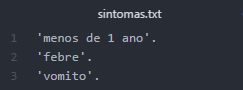 sintomas.txt
1 'menos de 1 ano'.
2 'febre'.
3 'vomito'.